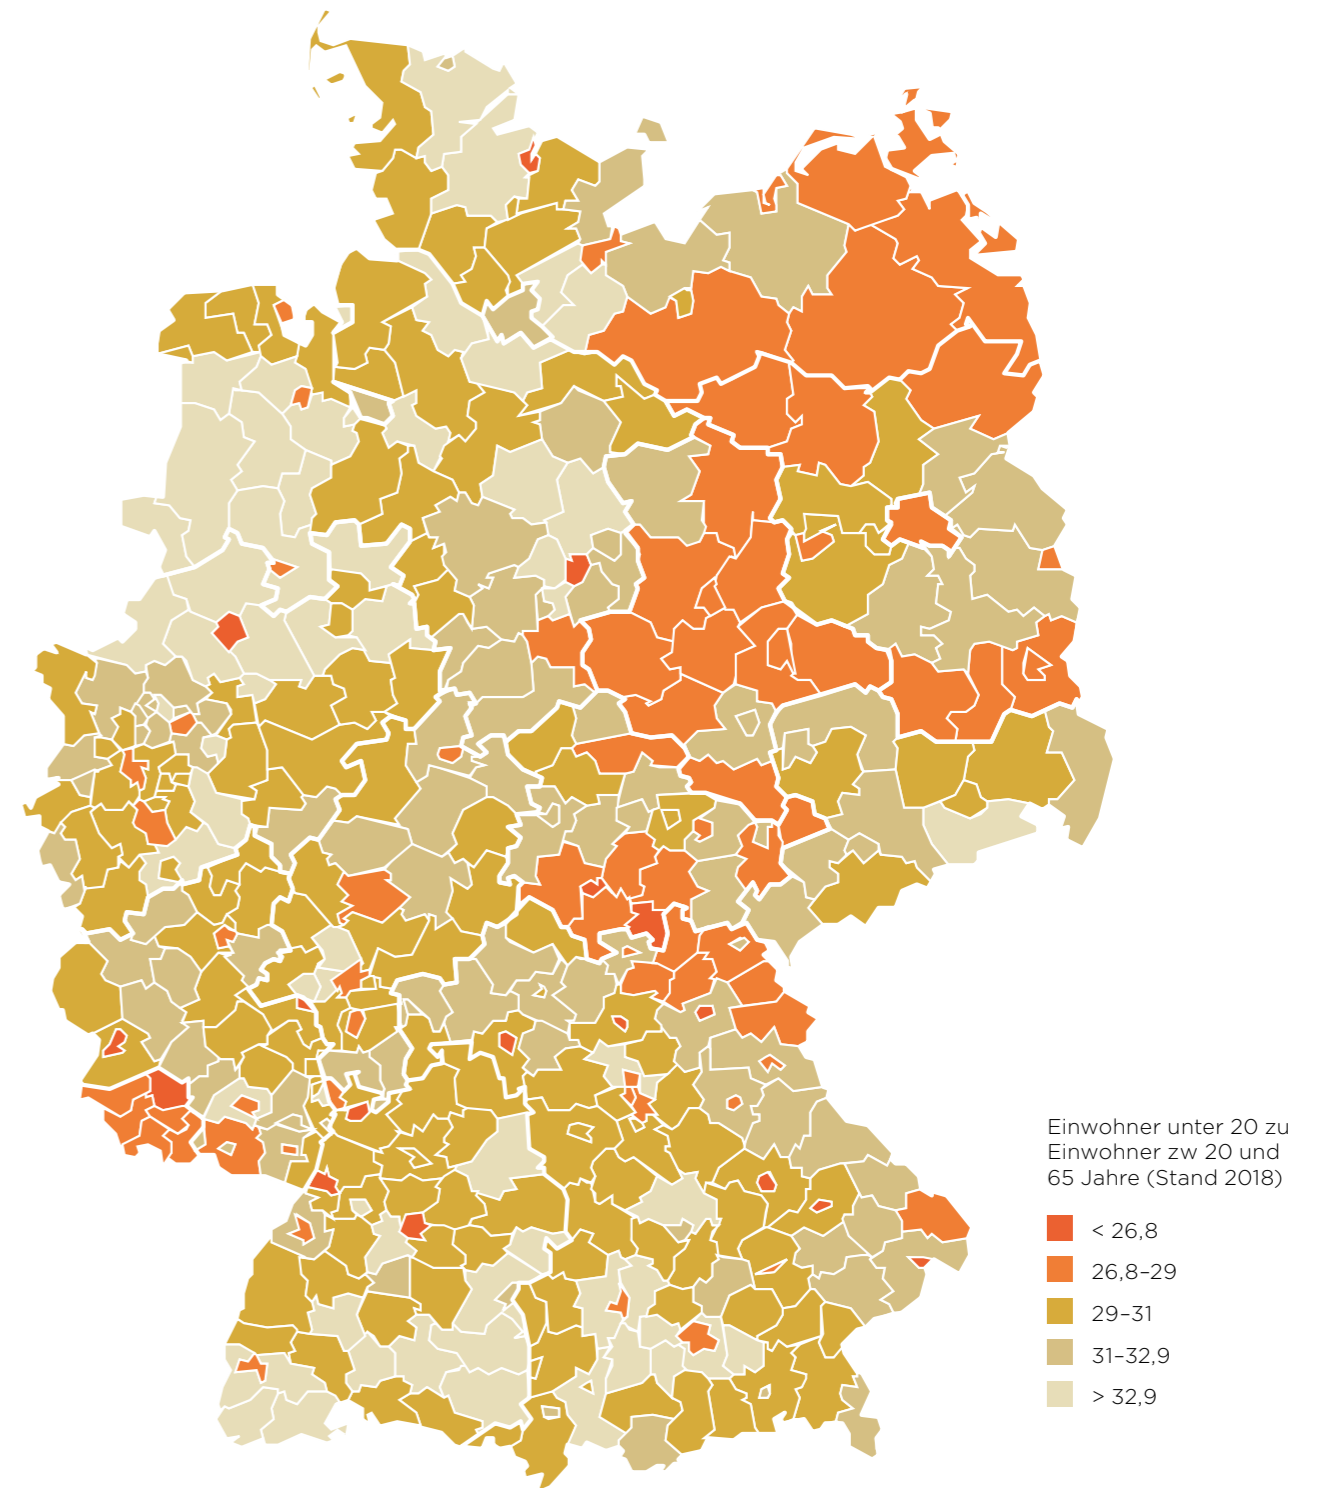 Einwohner unter 20 zu
Einwohner zw 20 und
65 Jahre (Stand 2018)
< 26,8
26,8–29
29–31
31–32,9
> 32,9